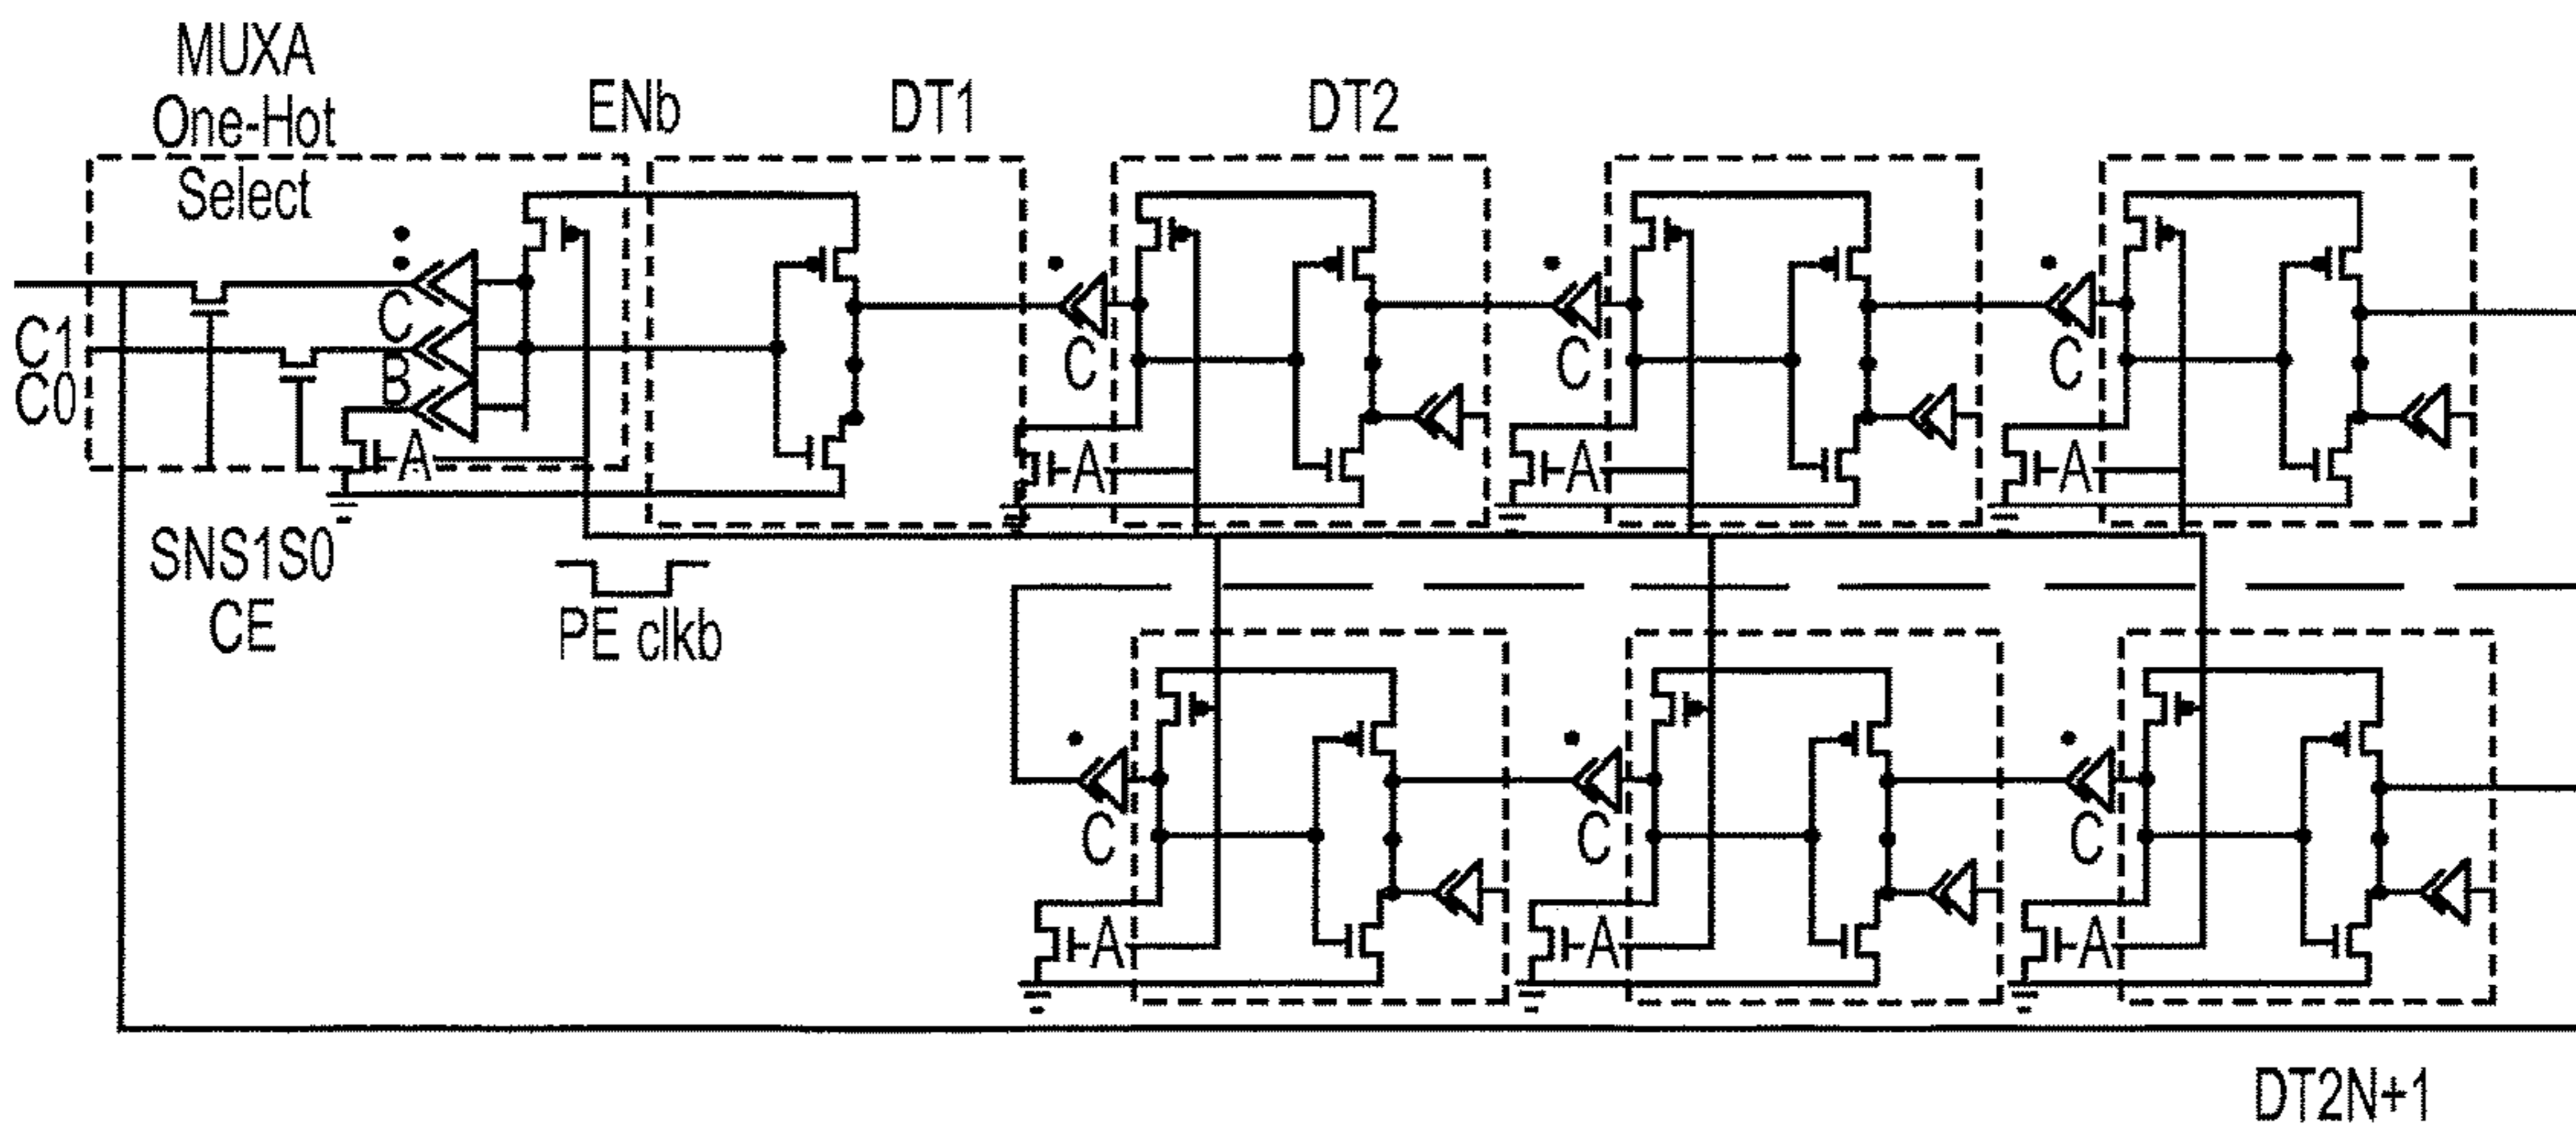 MUXA
One-Hot
Select
ENb
DT1
DT2
C1
C0
C
B
A
C
A
C
A
C
A
SNS1S0
CE
PE clkb
C
A
C
A
C
A
DT2N+1